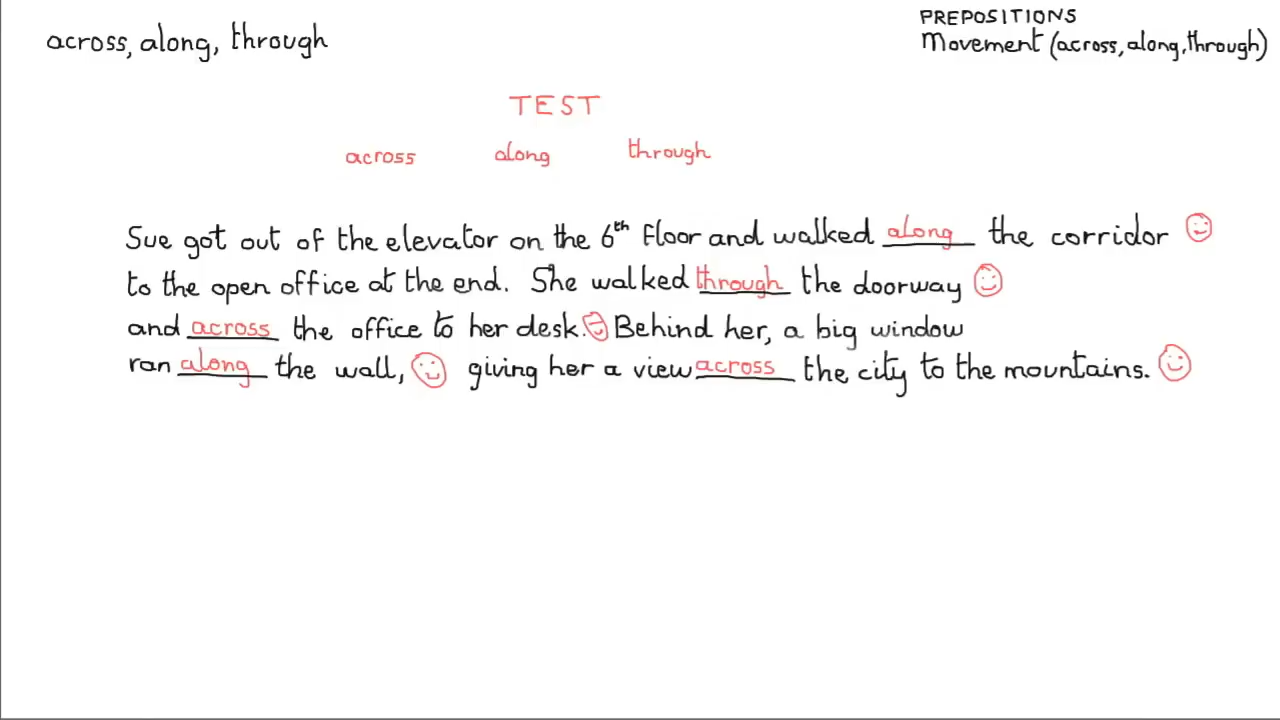 across, along, through
PREPOSITIONS
Movement (across, along, through)
TEST
across along through
Sue got out of the elevator on the 6th floor and walked along the corridor
to the open office at the end. She walked through the doorway
and across the office to her desk. Behind her, a big window
ran along the wall, giving her a view across the city to the mountains.